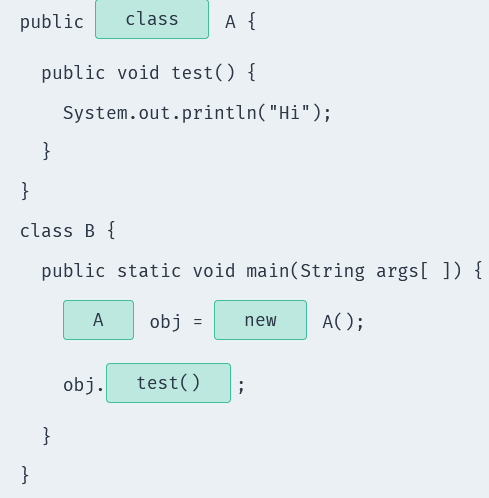 public class A {
public void test() {
System.out.println("Hi");
}
}
class B {
public static void main(String args[ ]) {
A obj = new A();
obj.test() ;
}
}